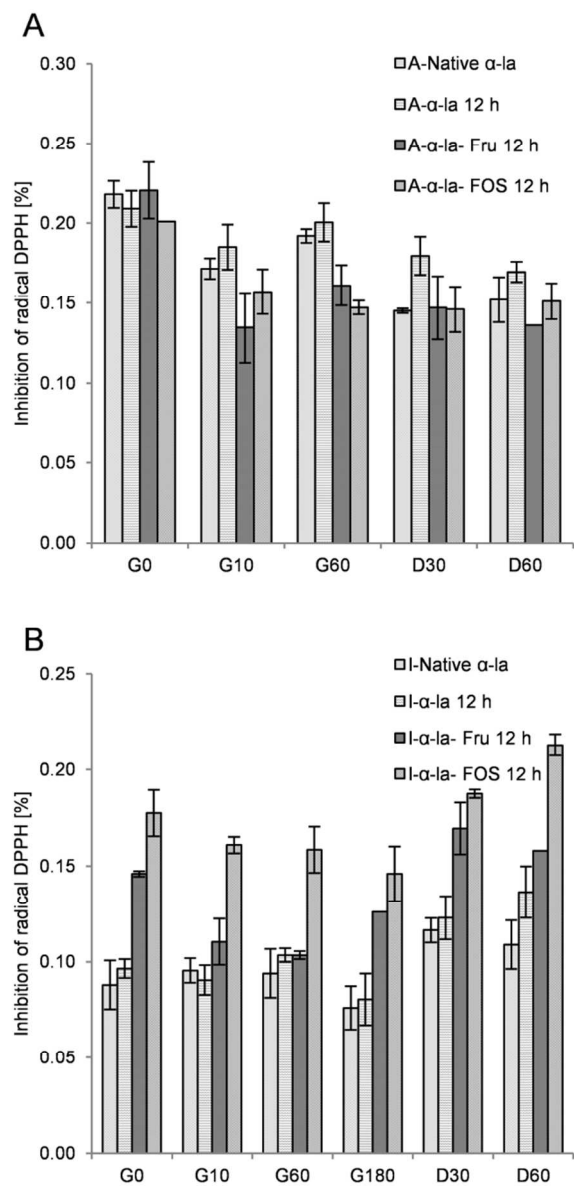 A
Inhibition of radical DPPH [%]
0.30
0.25
0.20
0.15
0.10
0.05
0.00
A-Native α-la
A-α-la 12 h
A-α-la- Fru 12 h
A-α-la- FOS 12 h
G0 G10 G60 D30 D60
B
Inhibition of radical DPPH [%]
0.25
0.20
0.15
0.10
0.05
0.00
I-Native α-la
I-α-la 12 h
I-α-la- Fru 12 h
I-α-la- FOS 12 h
G0 G10 G60 G180 D30 D60